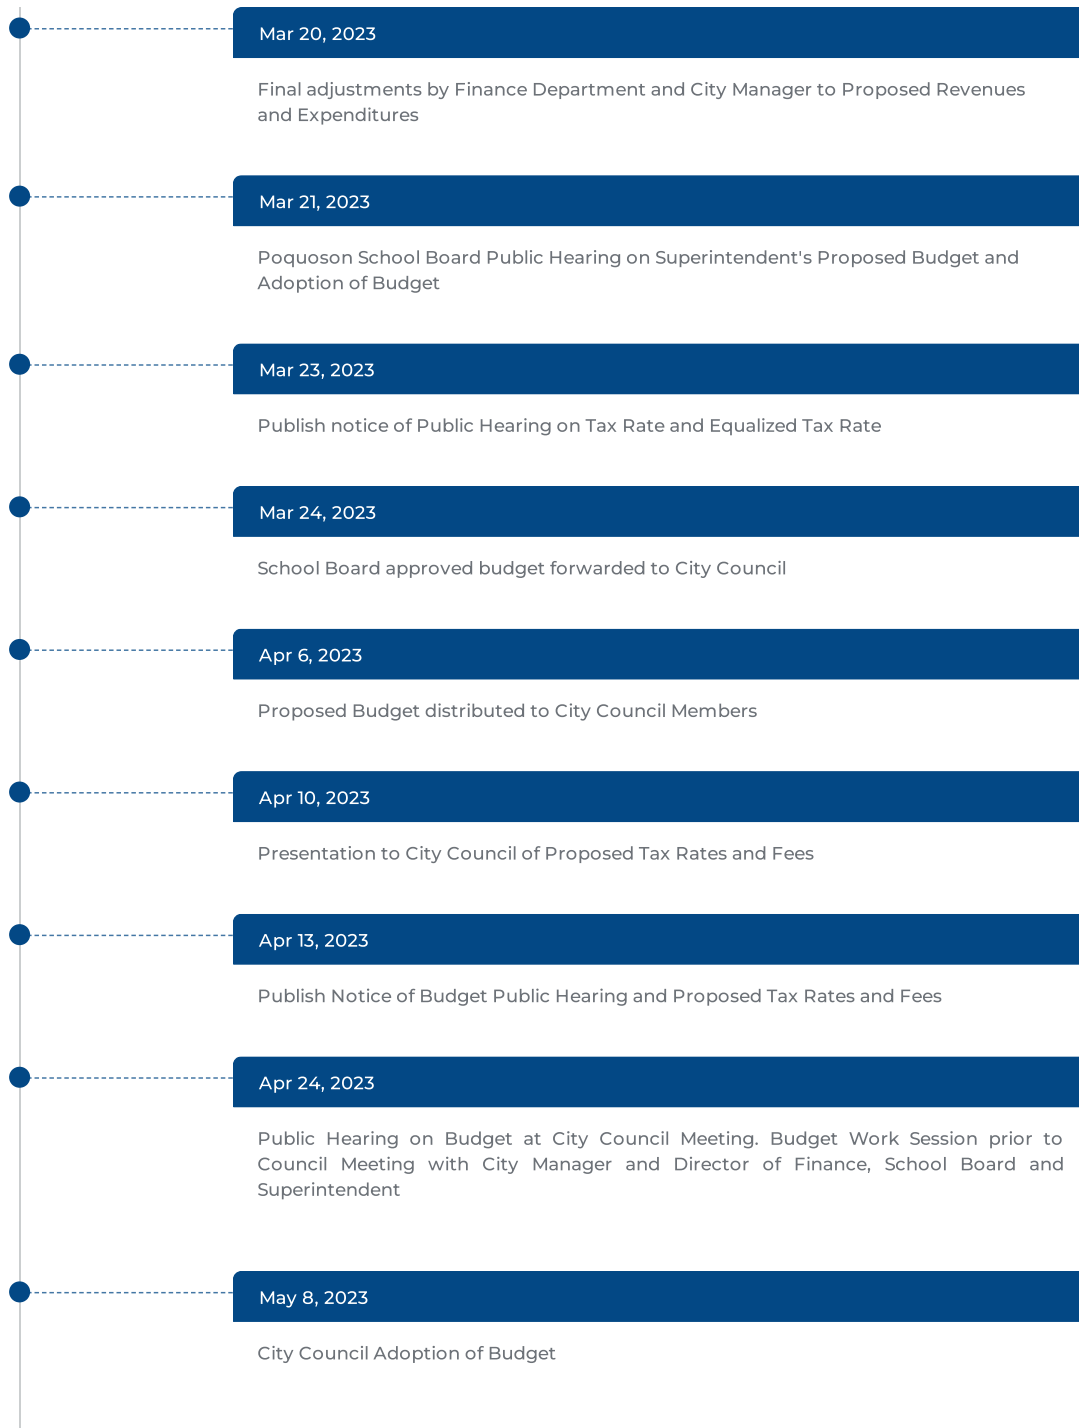 Mar 20, 2023
Final adjustments by Finance Department and City Manager to Proposed Revenues
and Expenditures
Mar 21, 2023
Poquoson School Board Public Hearing on Superintendent's Proposed Budget and
Adoption of Budget
Mar 23, 2023
Publish notice of Public Hearing on Tax Rate and Equalized Tax Rate
Mar 24, 2023
School Board approved budget forwarded to City Council
Apr 6, 2023
Proposed Budget distributed to City Council Members
Apr 10, 2023
Presentation to City Council of Proposed Tax Rates and Fees
Apr 13, 2023
Publish Notice of Budget Public Hearing and Proposed Tax Rates and Fees
Apr 24, 2023
Public Hearing on Budget at City Council Meeting. Budget Work Session prior to
Council Meeting with City Manager and Director of Finance, School Board and
Superintendent
May 8, 2023
City Council Adoption of Budget